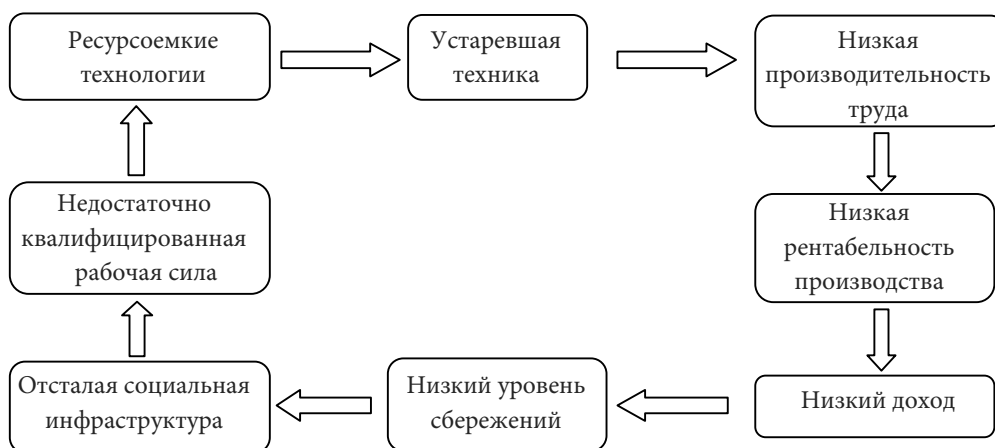 Ресурсоемкие
технологии
Устаревшая
техника
Низкая
производительность
труда
Низкая
рентабельность
производства
Низкий доход
Низкий уровень
сбережений
Отсталая социальная
инфраструктура
Недостаточно
квалифицированная
рабочая сила